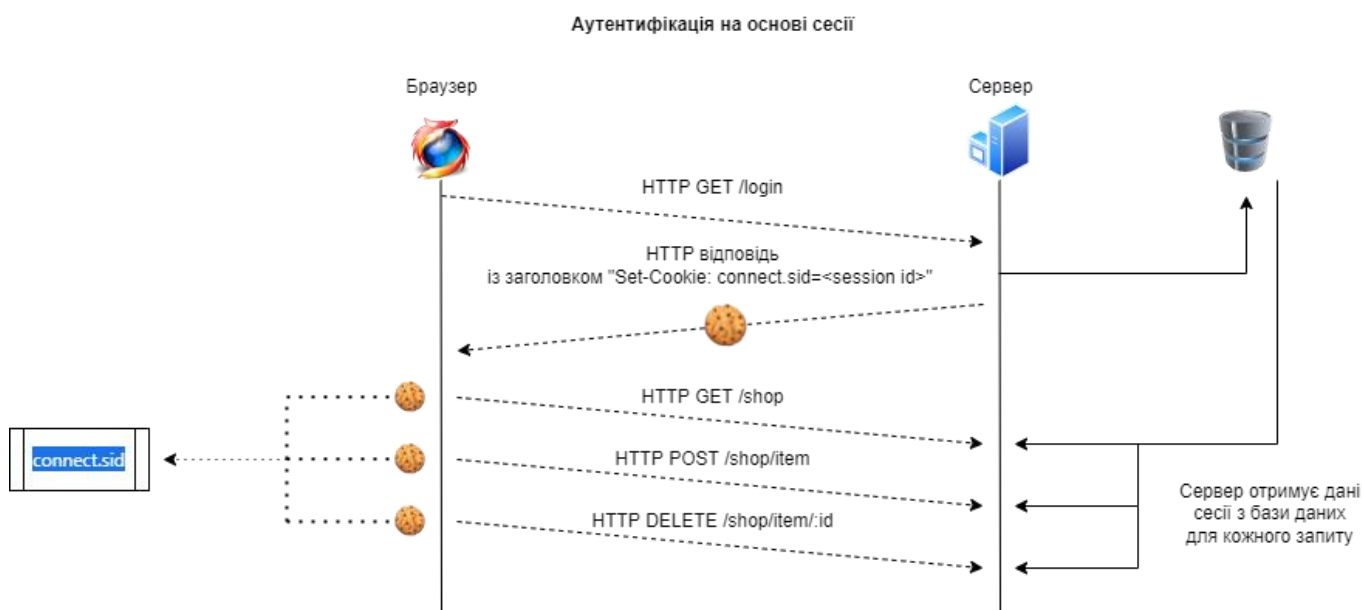 Аутентифікація на основі сесії
Браузер
Сервер
HTTP GET /login
HTTP відповідь
із заголовком "Set-Cookie: connect.sid=<session id>"
HTTP GET /shop
connect.sid
HTTP POST /shop/item
HTTP DELETE /shop/item/:id
Сервер отримує дані
сесії з бази даних
для кожного запиту